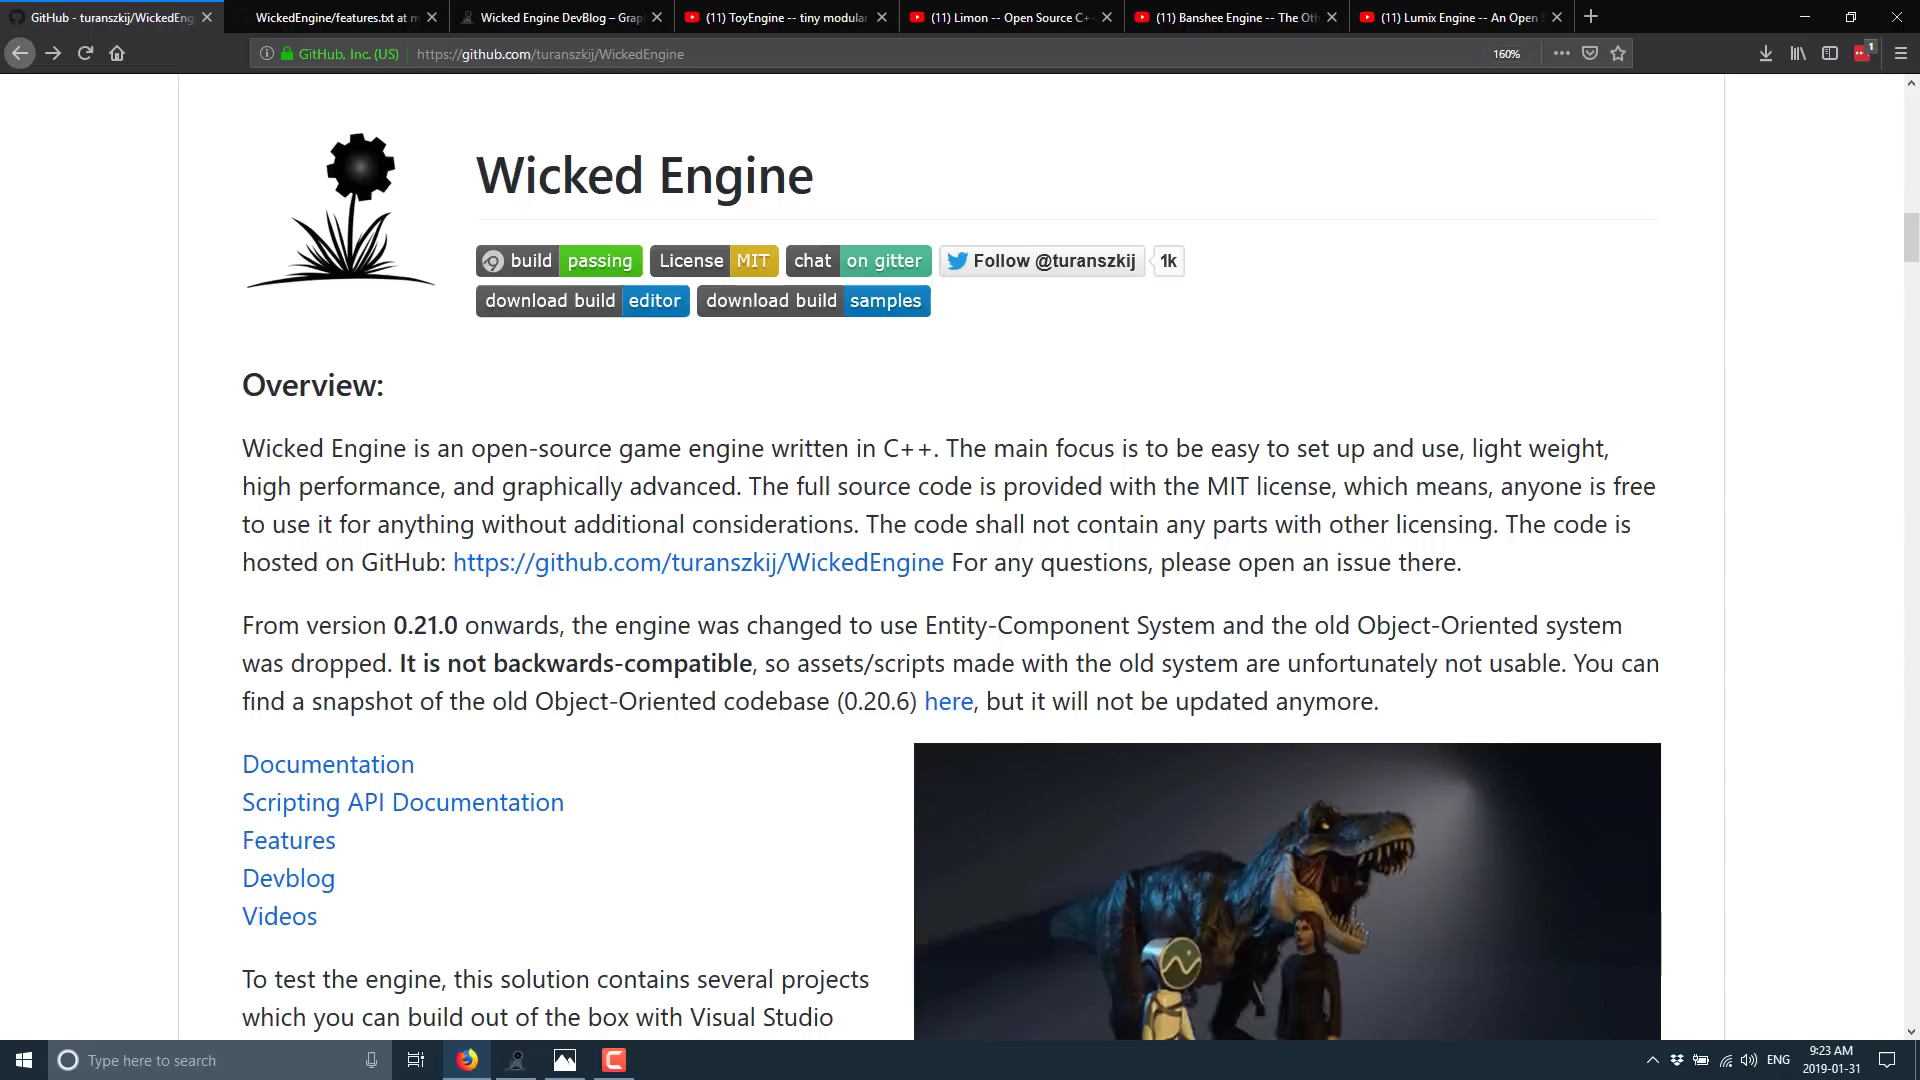 GitHub - turanszkij/WickedEng
WickedEngine/features.txt at m
Wicked Engine DevBlog – Grap
(11) ToyEngine -- tiny modular
(11) Limon -- Open Source C+
(11) Banshee Engine -- The Oth
(11) Lumix Engine -- An Open S
GitHub, Inc. (US)
https://github.com/turanszkij/WickedEngine
160%
1
Wicked Engine
build passing
License MIT
chat on gitter
Follow @turanszkij
1k
download build editor
download build samples
Overview:
Wicked Engine is an open-source game engine written in C++. The main focus is to be easy to set up and use, light weight,
high performance, and graphically advanced. The full source code is provided with the MIT license, which means, anyone is free
to use it for anything without additional considerations. The code shall not contain any parts with other licensing. The code is
hosted on GitHub: https://github.com/turanszkij/WickedEngine For any questions, please open an issue there.
From version 0.21.0 onwards, the engine was changed to use Entity-Component System and the old Object-Oriented system
was dropped. It is not backwards-compatible, so assets/scripts made with the old system are unfortunately not usable. You can
find a snapshot of the old Object-Oriented codebase (0.20.6) here, but it will not be updated anymore.
Documentation
Scripting API Documentation
Features
Devblog
Videos
To test the engine, this solution contains several projects
which you can build out of the box with Visual Studio
Type here to search
ENG
9:23 AM
2019-01-31